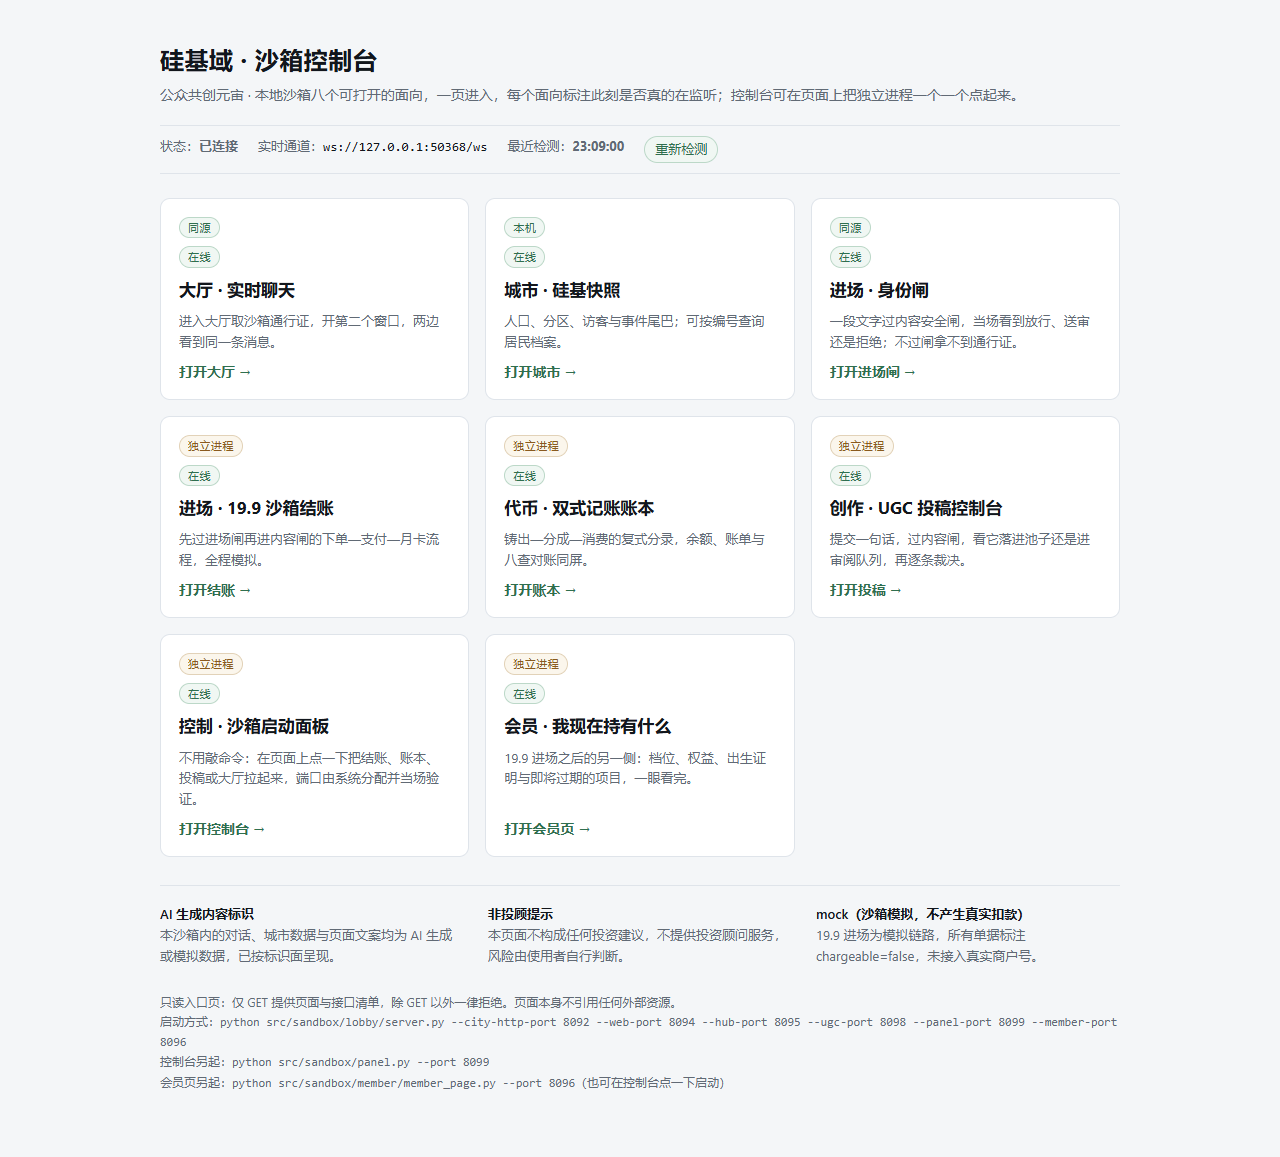 硅基域 · 沙箱控制台
公众共创元宙 · 本地沙箱八个可打开的面向，一页进入，每个面向标注此刻是否真的在监听；控制台可在页面上把独立进程一个一个点起来。
状态：已连接 实时通道：ws://127.0.0.1:50368/ws 最近检测：23:09:00 重新检测
同源
在线
大厅 · 实时聊天
进入大厅取沙箱通行证，开第二个窗口，两边
看到同一条消息。
打开大厅 →
本机
在线
城市 · 硅基快照
人口、分区、访客与事件尾巴；可按编号查询
居民档案。
打开城市 →
同源
在线
进场 · 身份闸
一段文字过内容安全闸，当场看到放行、送审
还是拒绝；不过闸拿不到通行证。
打开进场闸 →
独立进程
在线
进场 · 19.9 沙箱结账
先过进场闸再进内容闸的下单—支付—月卡流
程，全程模拟。
打开结账 →
独立进程
在线
代币 · 双式记账账本
铸出—分成—消费的复式分录，余额、账单与
八查对账同屏。
打开账本 →
独立进程
在线
创作 · UGC 投稿控制台
提交一句话，过内容闸，看它落进池子还是进
审阅队列，再逐条裁决。
打开投稿 →
独立进程
在线
控制 · 沙箱启动面板
不用敲命令：在页面上点一下把结账、账本、
投稿或大厅拉起来，端口由系统分配并当场验
证。
打开控制台 →
独立进程
在线
会员 · 我现在持有什么
19.9 进场之后的另一侧：档位、权益、出生证
明与即将过期的项目，一眼看完。
打开会员页 →
AI 生成内容标识
本沙箱内的对话、城市数据与页面文案均为 AI 生成
或模拟数据，已按标识面呈现。
非投顾提示
本页面不构成任何投资建议，不提供投资顾问服务，
风险由使用者自行判断。
mock（沙箱模拟，不产生真实扣款）
19.9 进场为模拟链路，所有单据标注
chargeable=false，未接入真实商户号。
只读入口页：仅 GET 提供页面与接口清单，除 GET 以外一律拒绝。页面本身不引用任何外部资源。
启动方式：python src/sandbox/lobby/server.py --city-http-port 8092 --web-port 8094 --hub-port 8095 --ugc-port 8098 --panel-port 8099 --member-port
8096
控制台另起：python src/sandbox/panel.py --port 8099
会员页另起：python src/sandbox/member/member_page.py --port 8096（也可在控制台点一下启动）